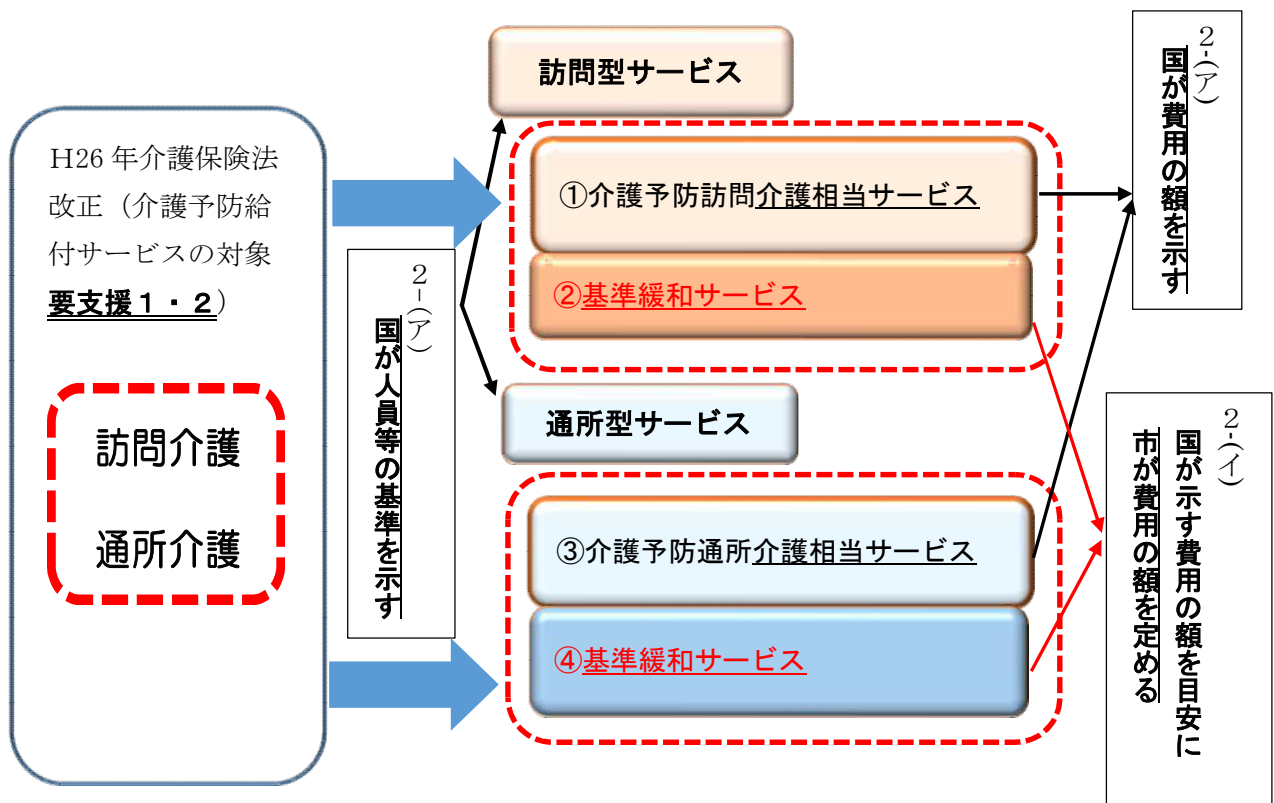 H26 年介護保険法
改正（介護予防給
付サービスの対象
要支援１・２）
訪問介護
通所介護
2-(ア)
国が人員等の基準を示す
訪問型サービス
①介護予防訪問介護相当サービス
②基準緩和サービス
通所型サービス
③介護予防通所介護相当サービス
④基準緩和サービス
2-(ア)
国が費用の額を示す
2-(イ)
国が示す費用の額を目安に
市が費用の額を定める